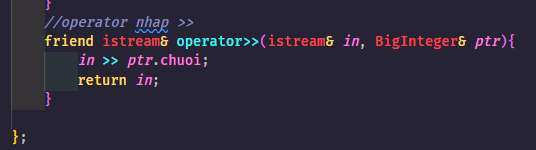 }
//operator nhap >>
friend istream& operator>>(istream& in, BigInteger& ptr){
in >> ptr.chuoi;
return in;
}
};